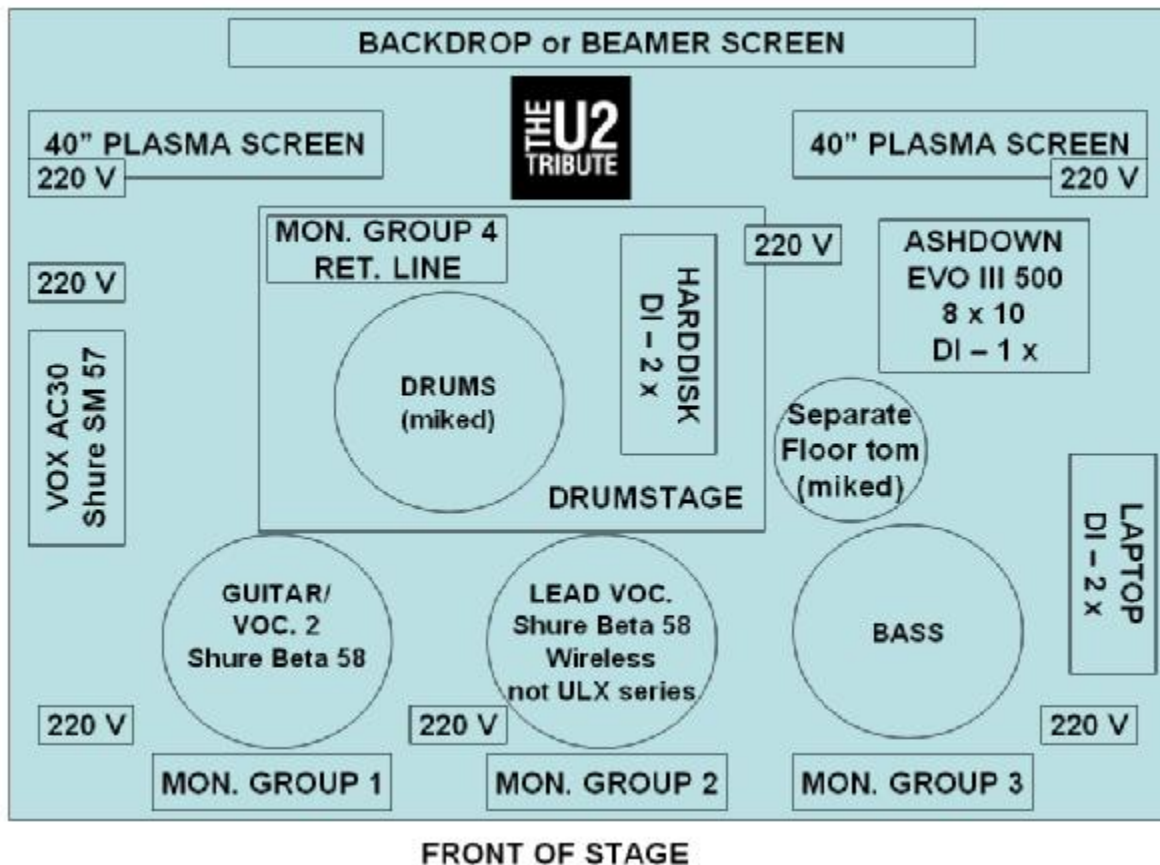 BACKDROP or BEAMER SCREEN
THE
U2
TRIBUTE
40" PLASMA SCREEN
220 V
40" PLASMA SCREEN
220 V
MON. GROUP 4
RET. LINE
220 V
ASHDOWN
EVO III 500
8 x 10
DI – 1 x
220 V
HARDDISK
DI – 2 x
VOX AC30
Shure SM 57
DRUMS
(miked)
Separate
Floor tom
(miked)
DRUMSTAGE
LAPTOP
DI – 2 x
GUITAR/
VOC. 2
Shure Beta 58
LEAD VOC.
Shure Beta 58
Wireless
not ULX series
BASS
220 V
220 V
220 V
MON. GROUP 1
MON. GROUP 2
MON. GROUP 3
FRONT OF STAGE